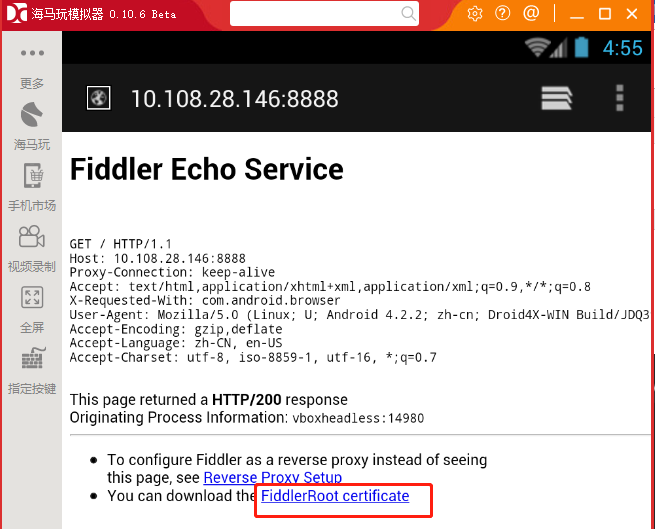 海马玩模拟器 0.10.6 Beta
4:55
更多
海马玩
手机市场
视频录制
全屏
指定按键
10.108.28.146:8888
Fiddler Echo Service
GET / HTTP/1.1
Host: 10.108.28.146:8888
Proxy-Connection: keep-alive
Accept: text/html,application/xhtml+xml,application/xml;q=0.9,*/*;q=0.8
X-Requested-With: com.android.browser
User-Agent: Mozilla/5.0 (Linux; U; Android 4.2.2; zh-cn; Droid4X-WIN Build/JDQ3
Accept-Encoding: gzip,deflate
Accept-Language: zh-CN, en-US
Accept-Charset: utf-8, iso-8859-1, utf-16, *;q=0.7
This page returned a HTTP/200 response
Originating Process Information: vboxheadless:14980
To configure Fiddler as a reverse proxy instead of seeing
this page, see Reverse Proxy Setup
You can download the FiddlerRoot certificate